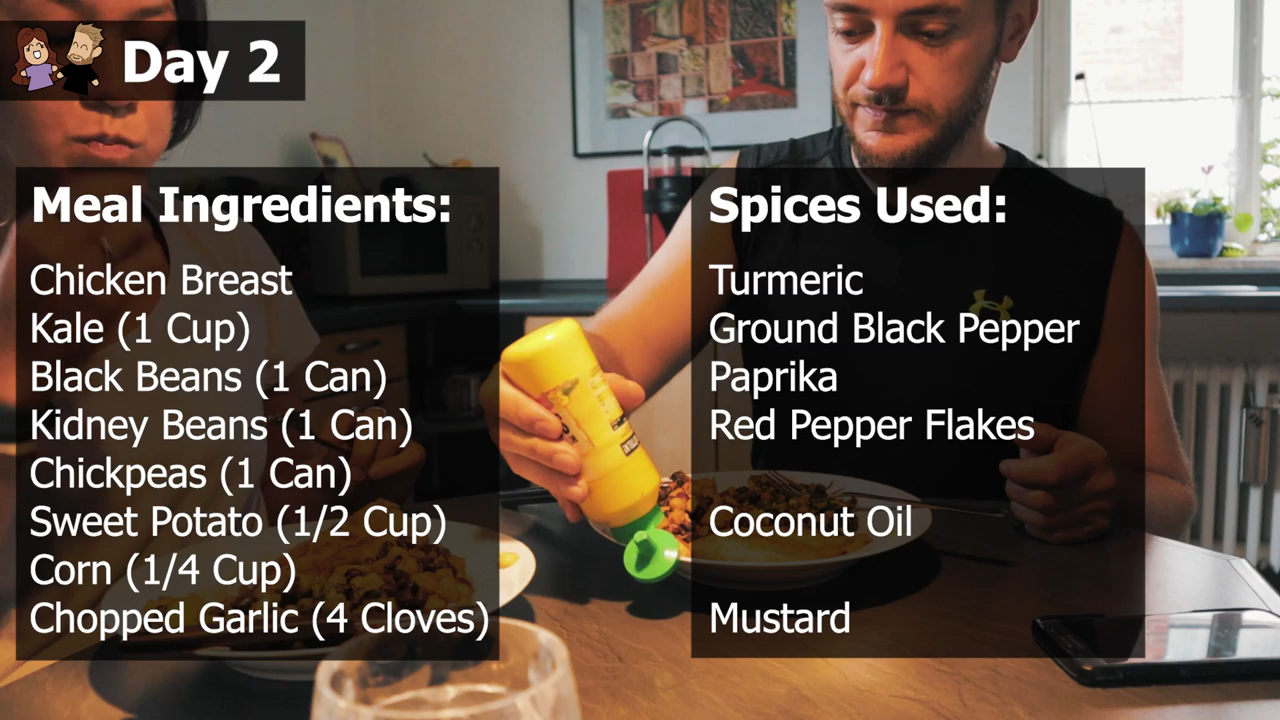 Day 2
Meal Ingredients:
Chicken Breast
Kale (1 Cup)
Black Beans (1 Can)
Kidney Beans (1 Can)
Chickpeas (1 Can)
Sweet Potato (1/2 Cup)
Corn (1/4 Cup)
Chopped Garlic (4 Cloves)
Spices Used:
Turmeric
Ground Black Pepper
Paprika
Red Pepper Flakes
Coconut Oil
Mustard